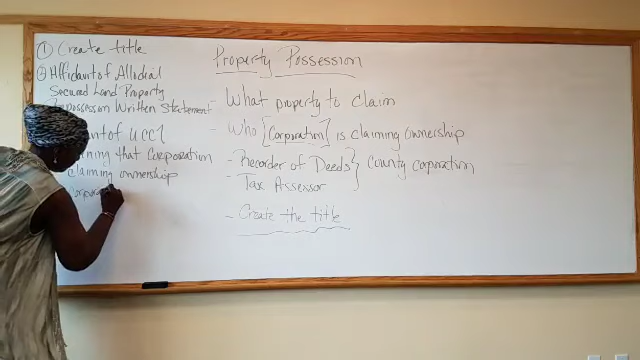 ① Create title
② Affidavit of Allodial
Secured Land Property
Repossession Written Statement
of UCC1
that Corporation
claiming ownership
Property Possession
What property to claim
- Who [Corporation] is claiming ownership
- Recorder of Deeds } County corporation
- Tax Assessor
- Create the title